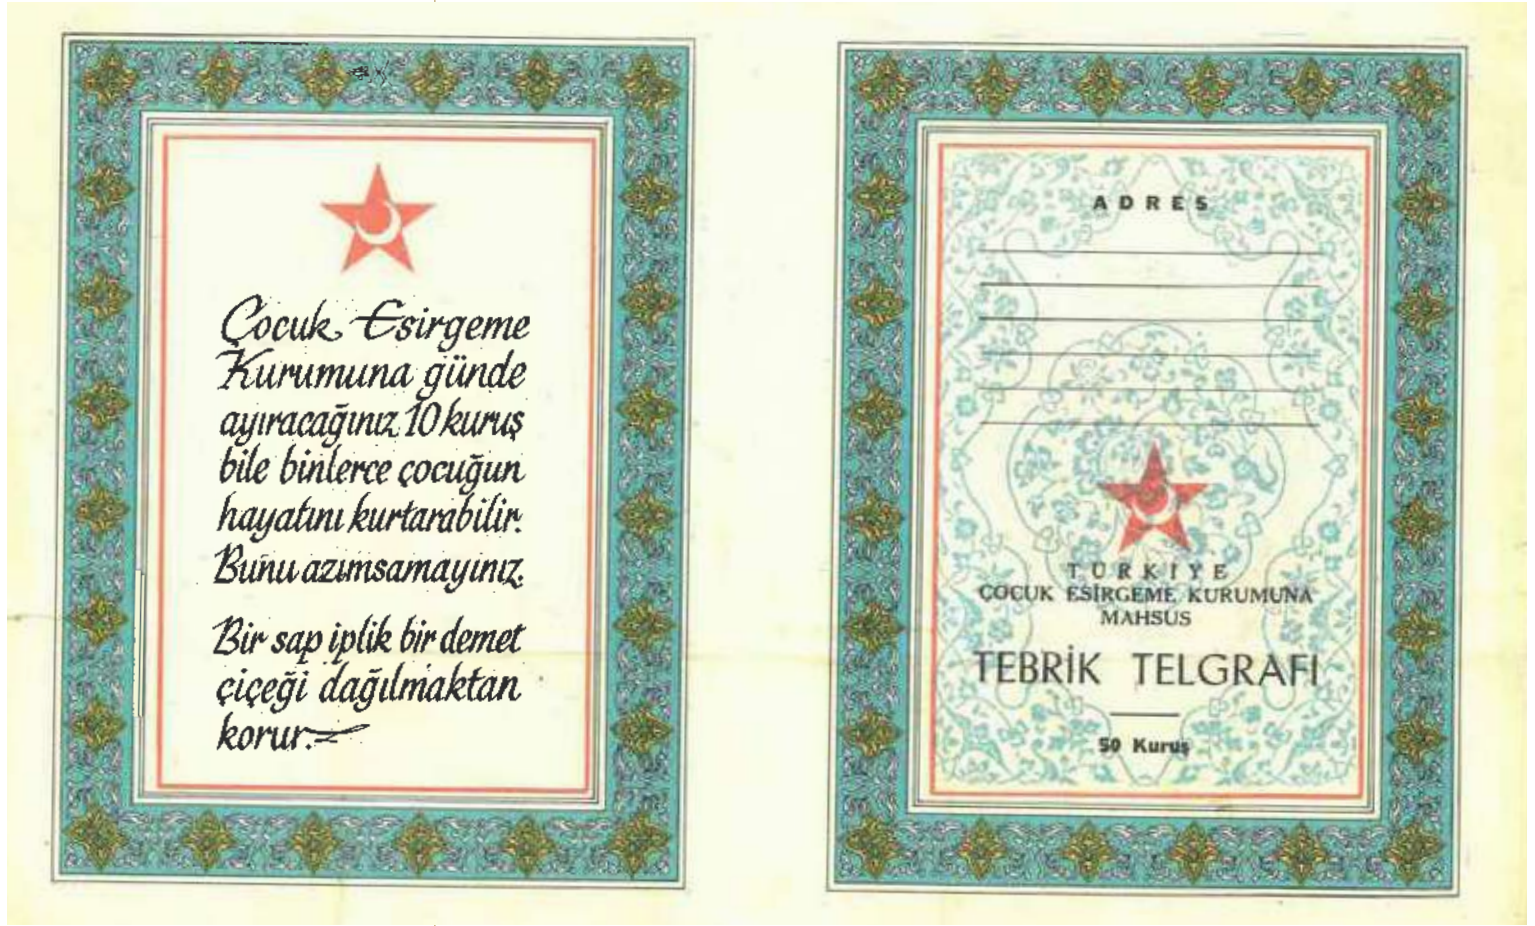 Çocuk Esirgeme
Kurumuna günde
ayıracağınız 10 kuruş
bile binlerce çocuğun
hayatını kurtarabilir.
Bunu azımsamayınız.
Bir sap iplik bir demet
çiçeği dağılmaktan
korur.
ADRES
TÜRKİYE
ÇOCUK ESİRGEME KURUMUNA
MAHSUS
TEBRİK TELGRAFI
50 Kuruş